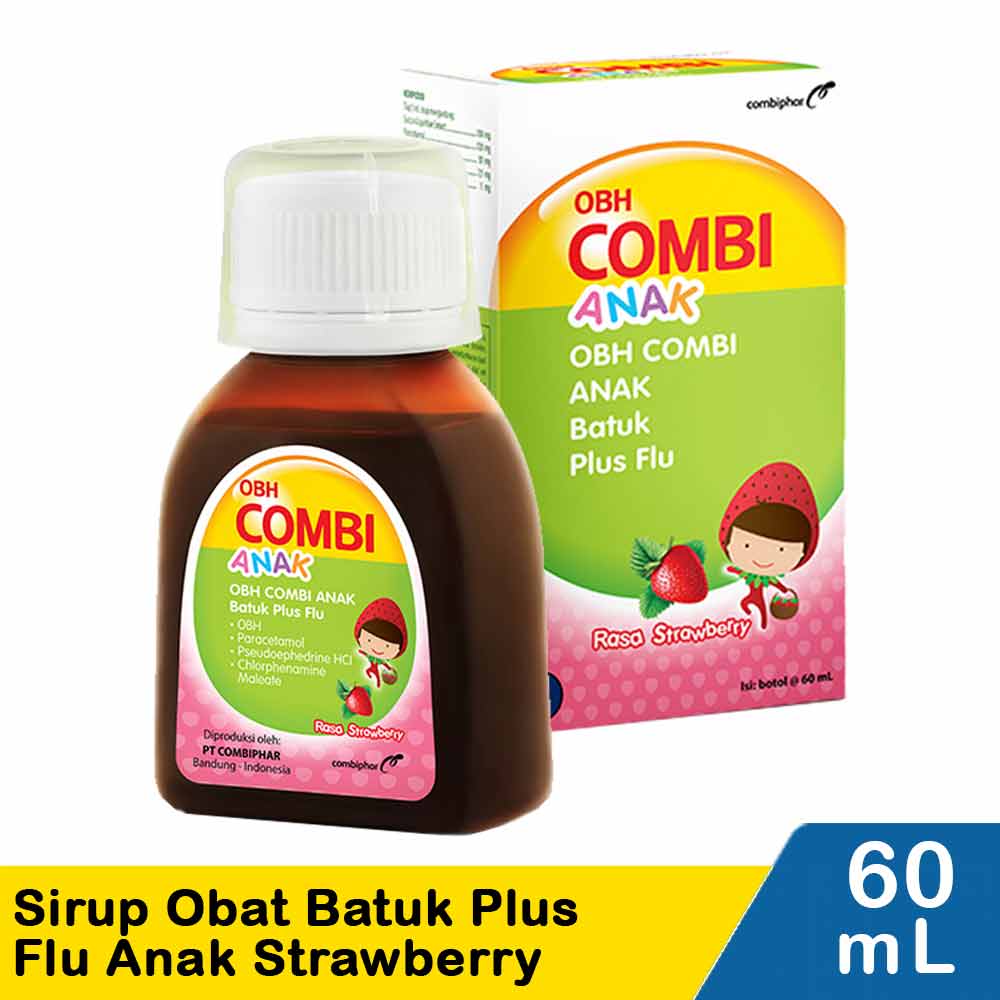 combiphar
OBH
COMBI
ANAK
OBH COMBI
ANAK
Batuk
Plus Flu
Rasa Strawberry
Isi: botol @ 60 mL
OBH
COMBI
ANAK
OBH COMBI ANAK
Batuk Plus Flu
• OBH
• Paracetamol
• Pseudoephedrine HCl
• Chlorphenamine
Maleate
Rasa Strawberry
Diproduksi oleh:
PT COMBIPHAR
Bandung - Indonesia
combiphar
Sirup Obat Batuk Plus
Flu Anak Strawberry
60
mL